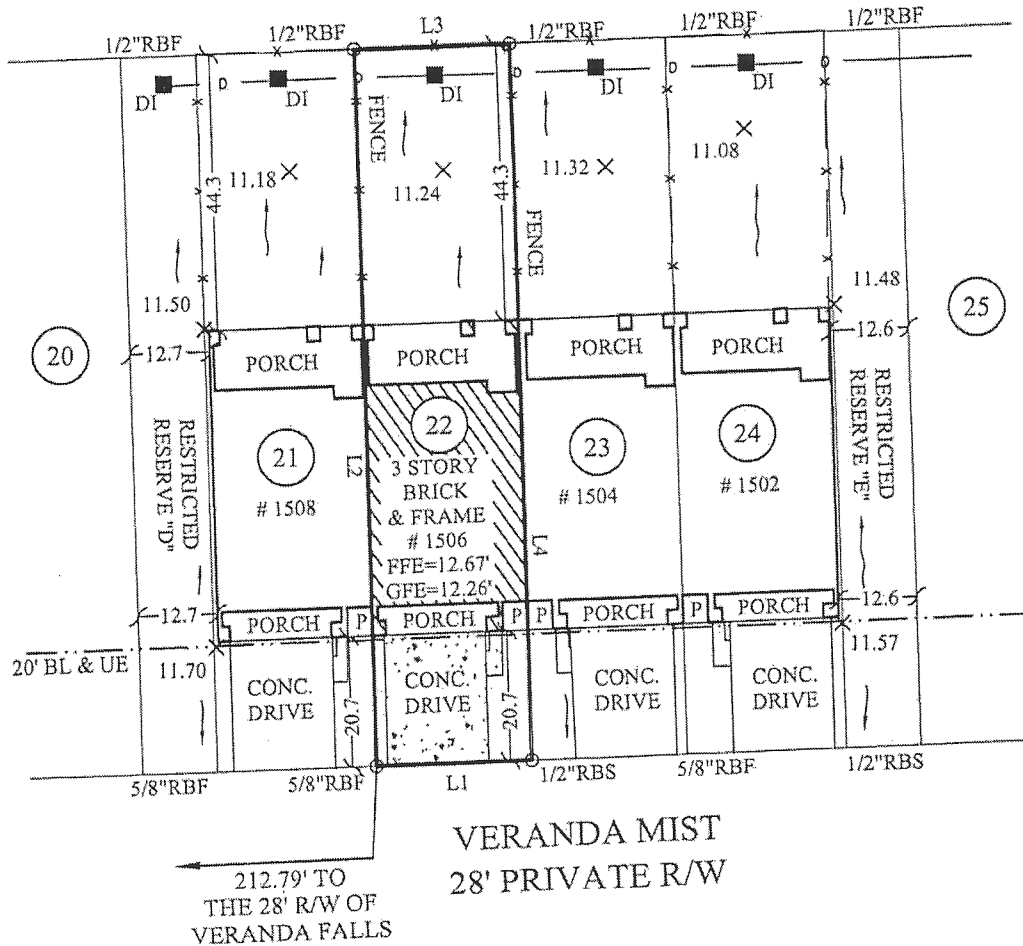 1/2"RBF
1/2"RBF
L3
1/2"RBF
1/2"RBF
D
D
D
D
D
DI
DI
DI
DI
DI
FENCE
11.18
11.24
11.32
11.08
44.3
44.3
FENCE
11.50
11.48
20
12.7
PORCH
PORCH
PORCH
PORCH
12.6
25
RESTRICTED
RESERVE "D"
21
# 1508
L2
22
3 STORY
BRICK
& FRAME
# 1506
FFE=12.67'
GFE=12.26'
L4
23
# 1504
24
# 1502
RESTRICTED
RESERVE "E"
12.7
PORCH
P
PORCH
P
P
PORCH
P
PORCH
12.6
20' BL & UE
11.70
11.57
CONC.
DRIVE
20.7
CONC.
DRIVE
20.7
CONC.
DRIVE
CONC.
DRIVE
5/8"RBF
5/8"RBF
L1
1/2"RBS
5/8"RBF
1/2"RBS
VERANDA MIST
28' PRIVATE R/W
212.79' TO
THE 28' R/W OF
VERANDA FALLS